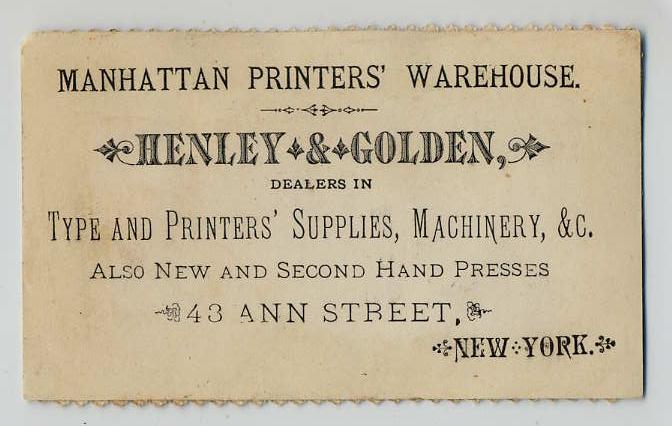 MANHATTAN PRINTERS' WAREHOUSE.
HENLEY & GOLDEN,
DEALERS IN
TYPE AND PRINTERS' SUPPLIES, MACHINERY, &C.
ALSO NEW AND SECOND HAND PRESSES
43 ANN STREET,
NEW YORK.